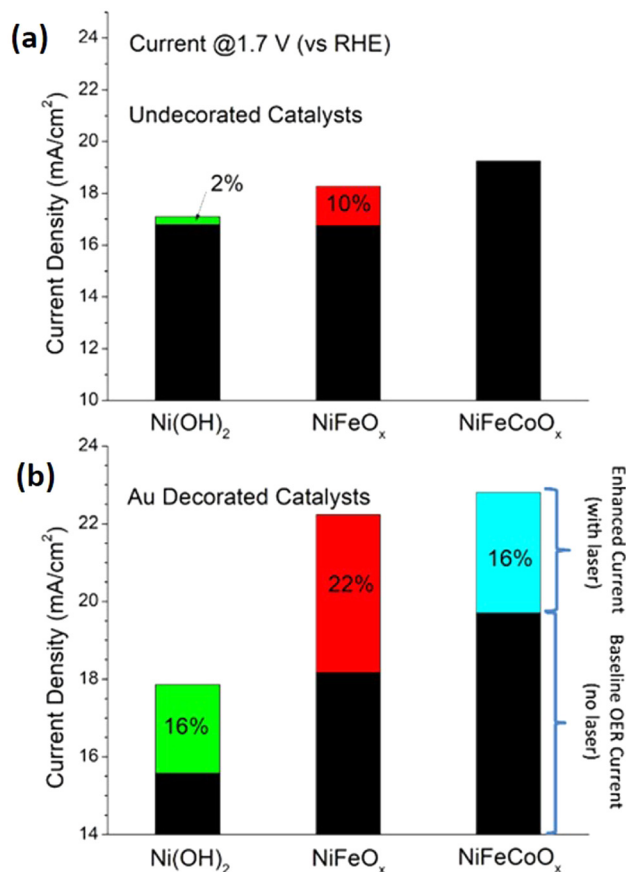 (a)
Current @1.7 V (vs RHE)
Undecorated Catalysts
Current Density (mA/cm²)
24
22
20
18
16
14
12
10
2%
10%
Ni(OH)₂
NiFeOₓ
NiFeCoOₓ
(b)
Au Decorated Catalysts
Current Density (mA/cm²)
24
22
20
18
16
14
16%
22%
16%
Ni(OH)₂
NiFeOₓ
NiFeCoOₓ
Enhanced Current
(with laser)
Baseline OER Current
(no laser)